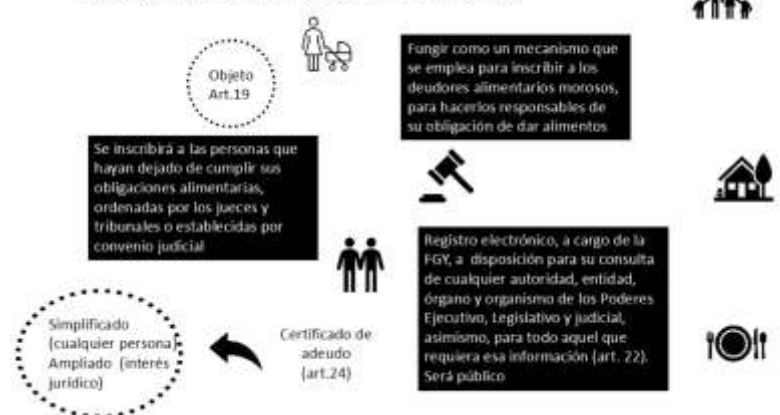 Objeto
Art.19
Fungir como un mecanismo que
se emplea para inscribir a los
deudores alimentarios morosos,
para hacerlos responsables de
su obligación de dar alimentos
Se inscribirá a las personas que
hayan dejado de cumplir sus
obligaciones alimentarias,
ordenadas por los jueces y
tribunales o establecidas por
convenio judicial
Registro electrónico, a cargo de la
FGY, a disposición para su consulta
de cualquier autoridad, entidad,
órgano y organismo de los Poderes
Ejecutivo, Legislativo y judicial,
asimismo, para todo aquel que
requiera esa información (art. 22).
Será público
Certificado de
adeudo
(art.24)
Simplificado
(cualquier persona)
Ampliado (interés
jurídico)